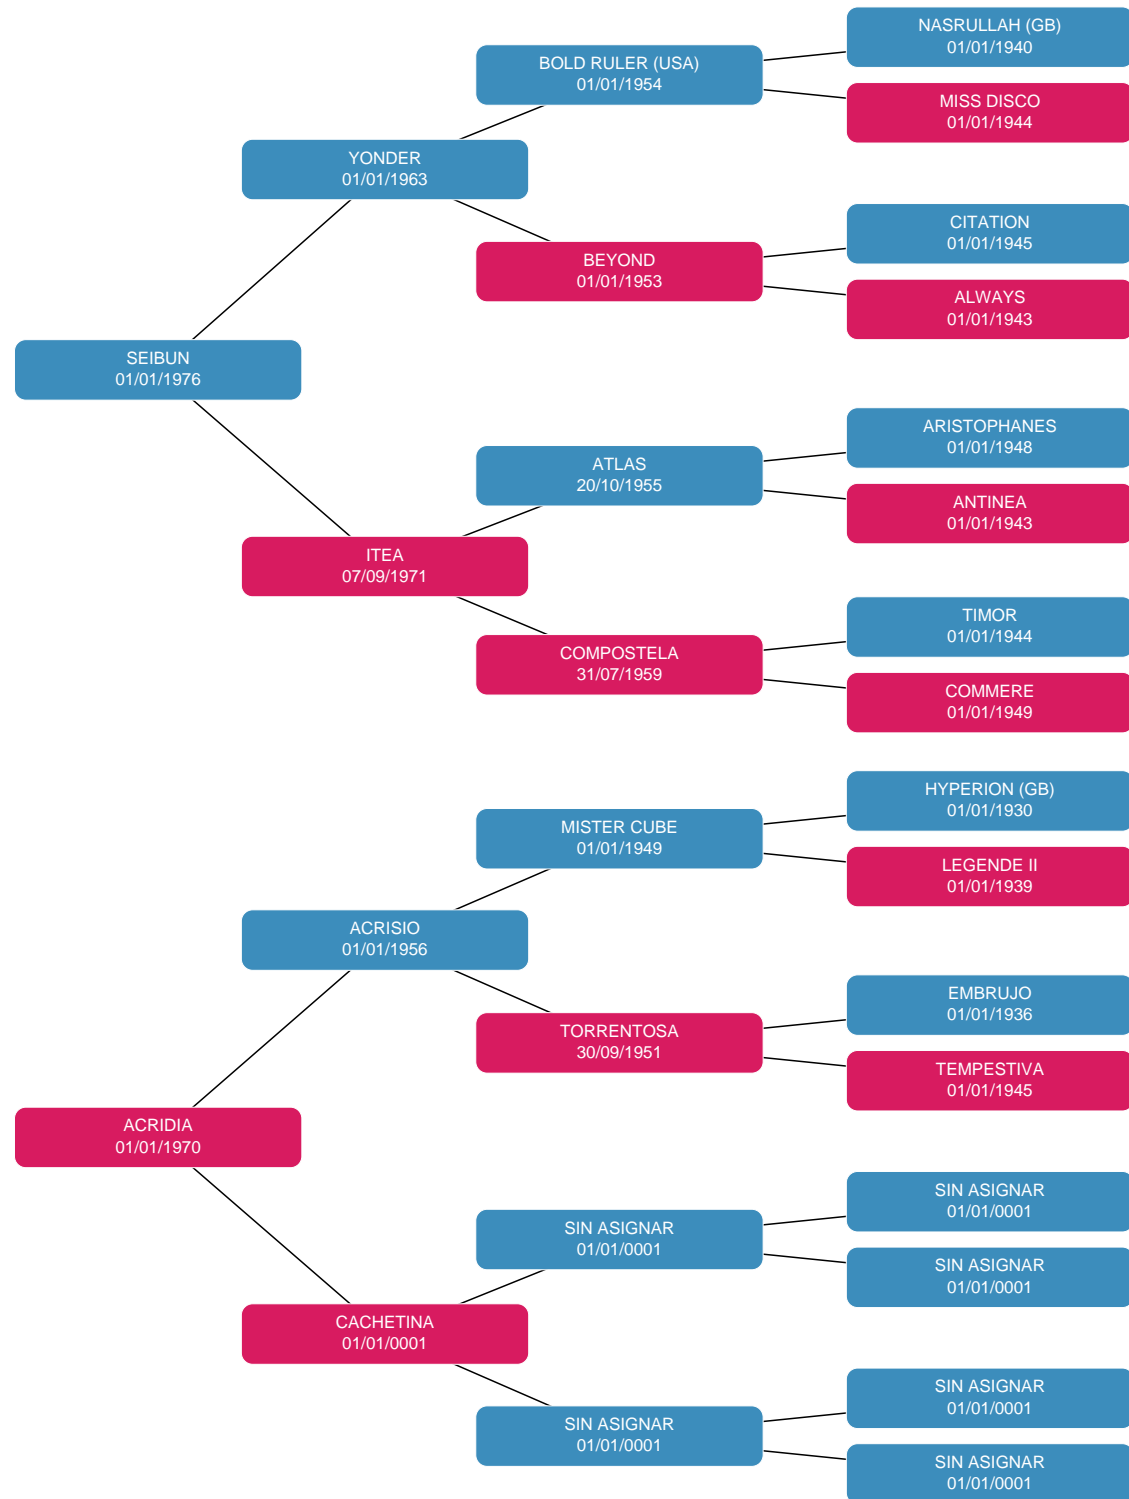 NASRULLAH (GB)
01/01/1940
BOLD RULER (USA)
01/01/1954
MISS DISCO
01/01/1944
YONDER
01/01/1963
CITATION
01/01/1945
BEYOND
01/01/1953
ALWAYS
01/01/1943
SEIBUN
01/01/1976
ARISTOPHANES
01/01/1948
ATLAS
20/10/1955
ANTINEA
01/01/1943
ITEA
07/09/1971
TIMOR
01/01/1944
COMPOSTELA
31/07/1959
COMMERE
01/01/1949
HYPERION (GB)
01/01/1930
MISTER CUBE
01/01/1949
LEGENDE II
01/01/1939
ACRISIO
01/01/1956
EMBRUJO
01/01/1936
TORRENTOSA
30/09/1951
TEMPESTIVA
01/01/1945
ACRIDIA
01/01/1970
SIN ASIGNAR
01/01/0001
SIN ASIGNAR
01/01/0001
SIN ASIGNAR
01/01/0001
CACHETINA
01/01/0001
SIN ASIGNAR
01/01/0001
SIN ASIGNAR
01/01/0001
SIN ASIGNAR
01/01/0001